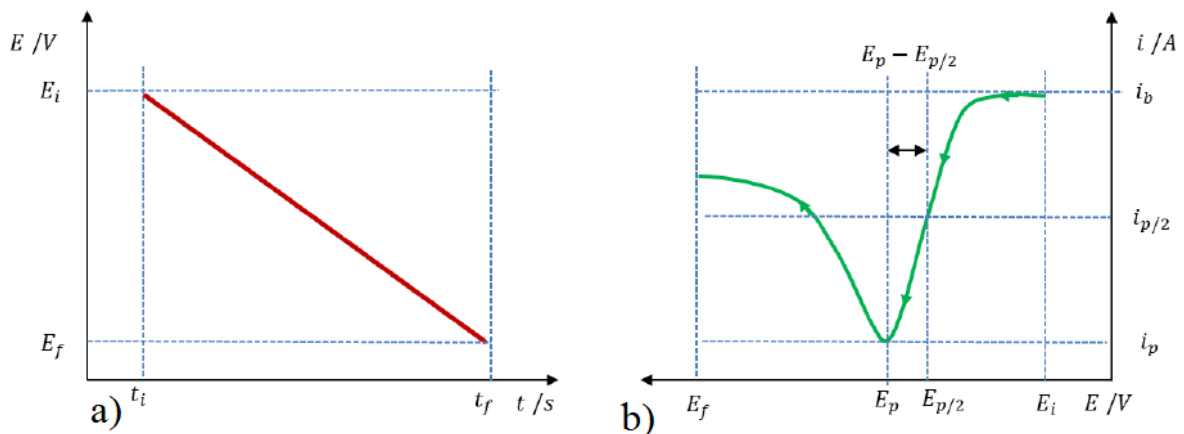 E /V
E_i
E_f
t_i
t_f
t /s
a)
E_p − E_{p/2}
i /A
i_b
i_{p/2}
i_p
E_f
E_p
E_{p/2}
E_i
E /V
b)